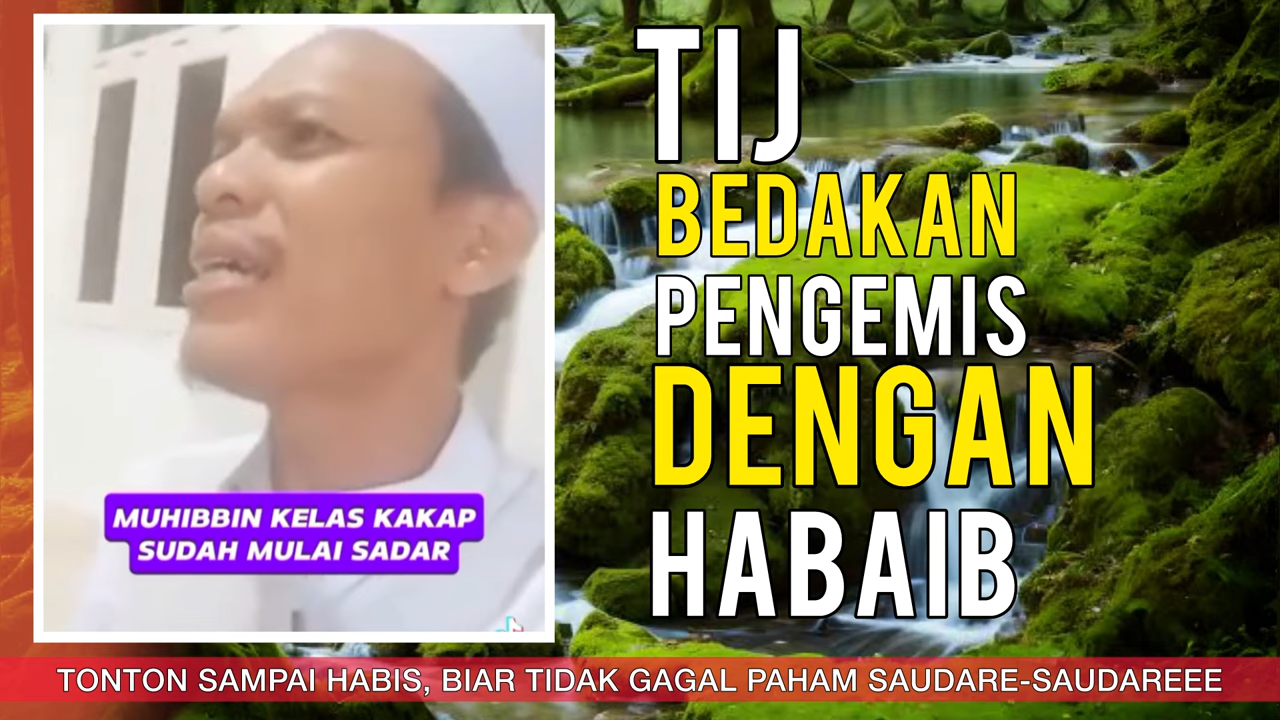 TIJ
BEDAKAN
PENGEMIS
DENGAN
HABAIB
MUHIBBIN KELAS KAKAP
SUDAH MULAI SADAR
TONTON SAMPAI HABIS, BIAR TIDAK GAGAL PAHAM SAUDARE-SAUDAREEE